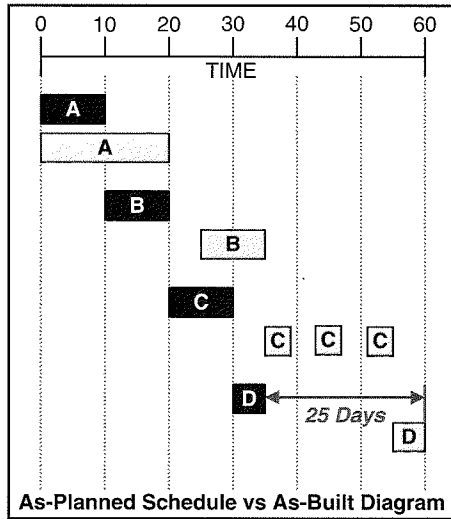 0 10 20 30 40 50 60
TIME
A
A
B
B
C
C C C
D
25 Days
D
As-Planned Schedule vs As-Built Diagram